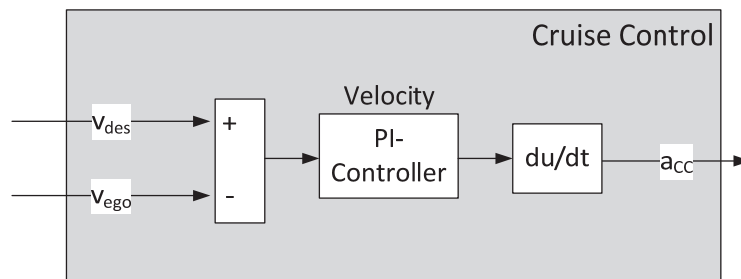 Cruise Control
Velocity
v_des
+
PI-
Controller
du/dt
a_CC
v_ego
-